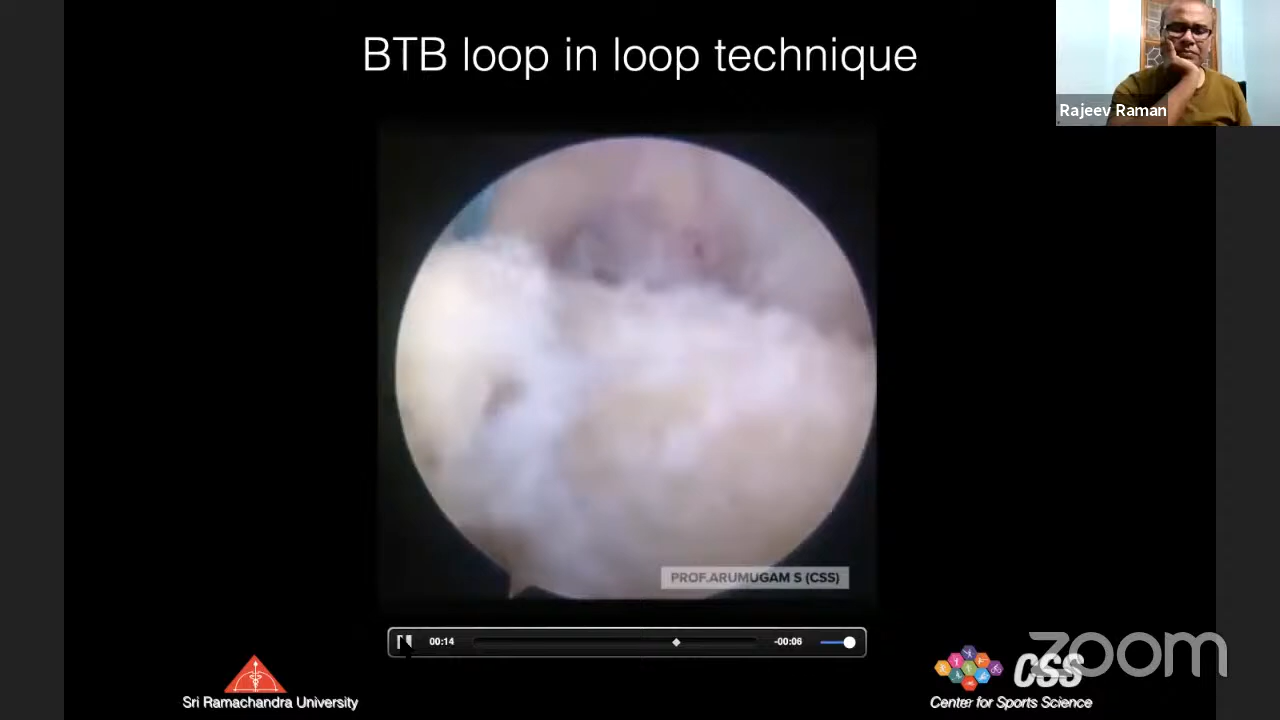 BTB loop in loop technique
Rajeev Raman
PROF.ARUMUGAM S (CSS)
00:14
-00:06
Sri Ramachandra University
CSS
zoom
Center for Sports Science